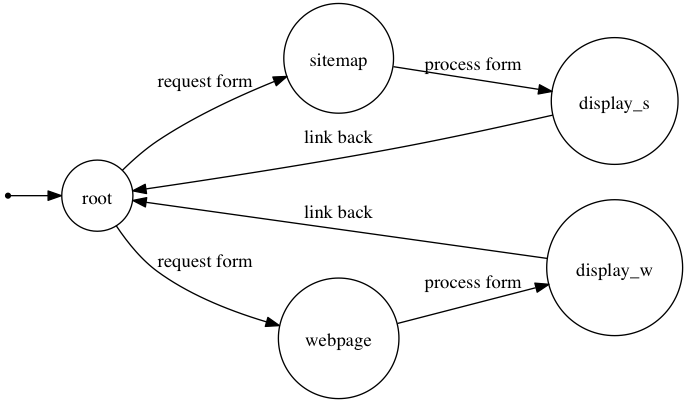 sitemap
process form
request form
display_s
link back
root
link back
request form
display_w
process form
webpage